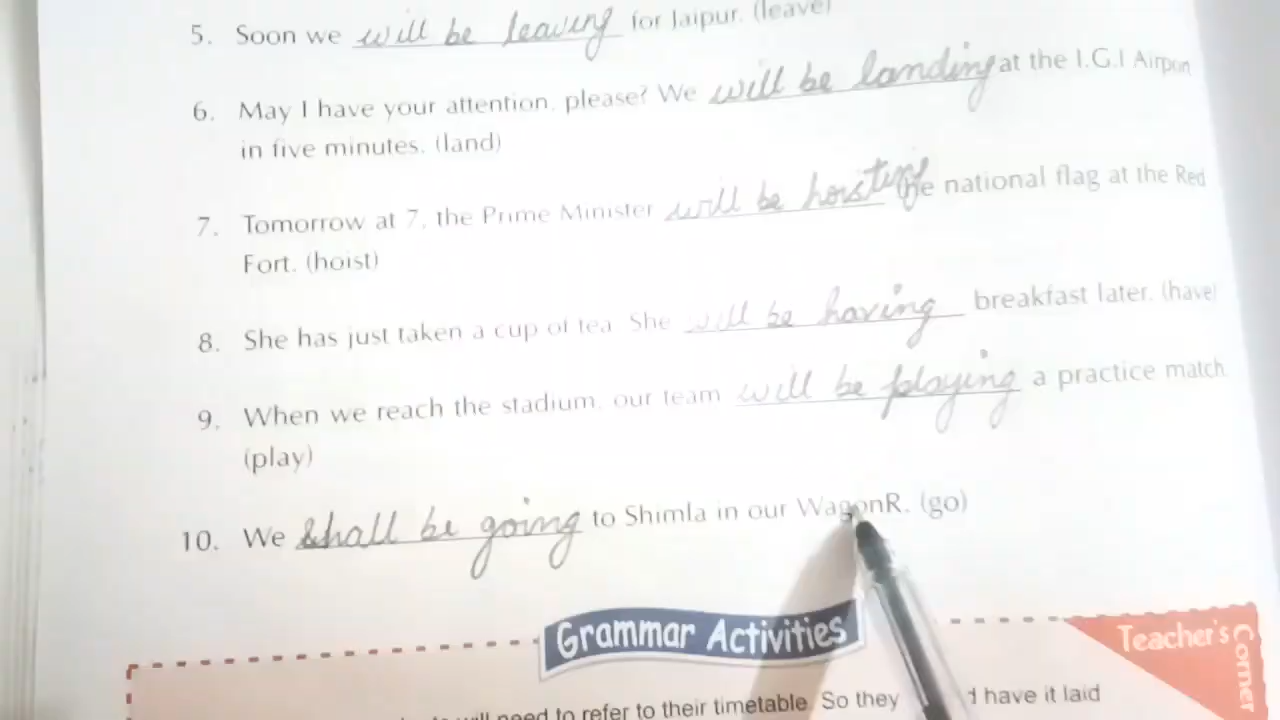 5. Soon we will be leaving for Jaipur. (leave)
6. May I have your attention, please? We will be landing at the I.G.I Airport
in five minutes. (land)
7. Tomorrow at 7, the Prime Minister will be hoisting the national flag at the Red
Fort. (hoist)
8. She has just taken a cup of tea. She will be having breakfast later. (have)
9. When we reach the stadium, our team will be playing a practice match.
(play)
10. We shall be going to Shimla in our WagonR. (go)
Grammar Activities
Teacher's Corner
will need to refer to their timetable. So they have it laid